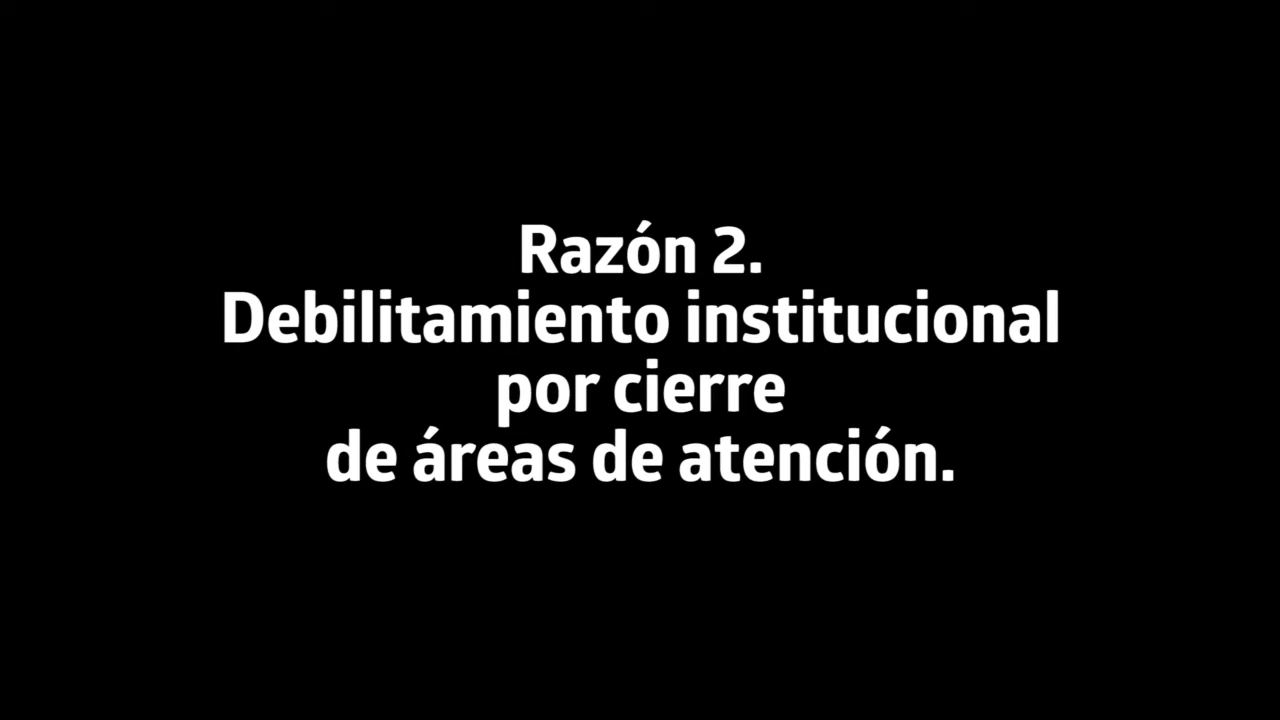 Razón 2.
Debilitamiento institucional
por cierre
de áreas de atención.